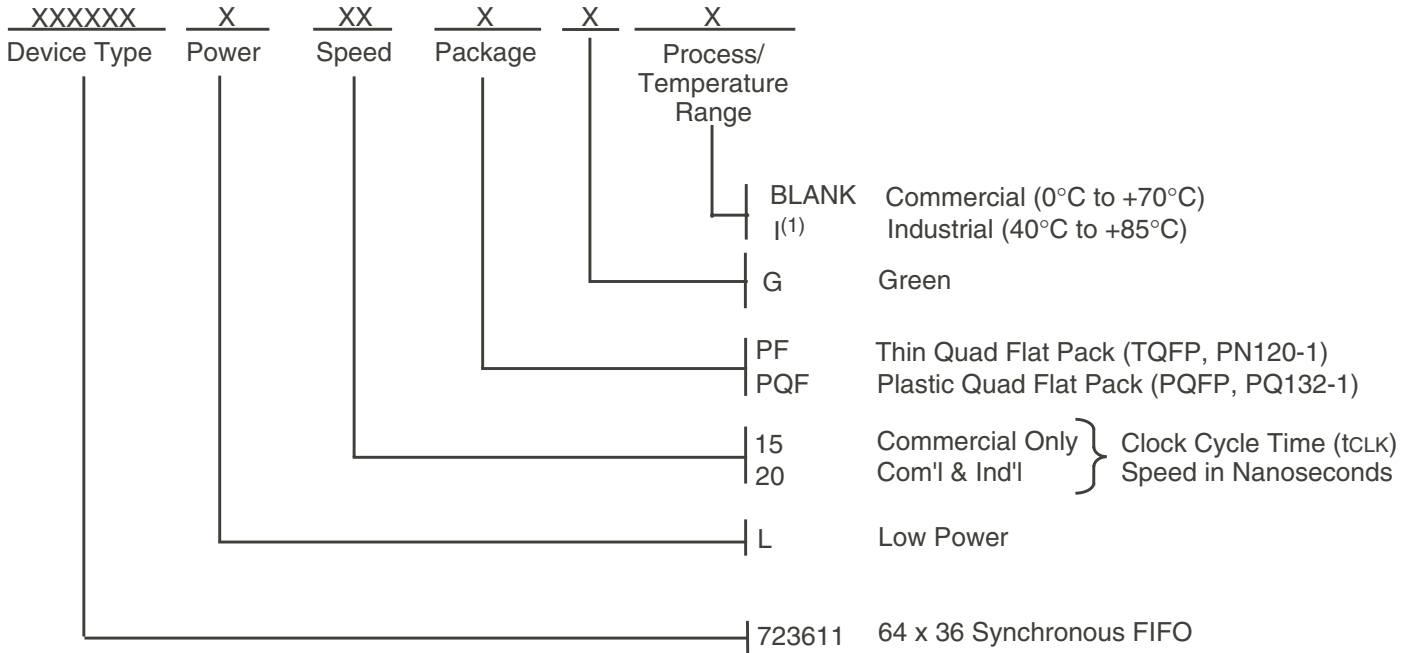 XXXXXX X XX X X X
Device Type Power Speed Package Process/
Temperature
Range
BLANK Commercial (0°C to +70°C)
I(1) Industrial (40°C to +85°C)
G Green
PF Thin Quad Flat Pack (TQFP, PN120-1)
PQF Plastic Quad Flat Pack (PQFP, PQ132-1)
15 Commercial Only } Clock Cycle Time (tCLK)
20 Com'l & Ind'l Speed in Nanoseconds
L Low Power
723611 64 x 36 Synchronous FIFO